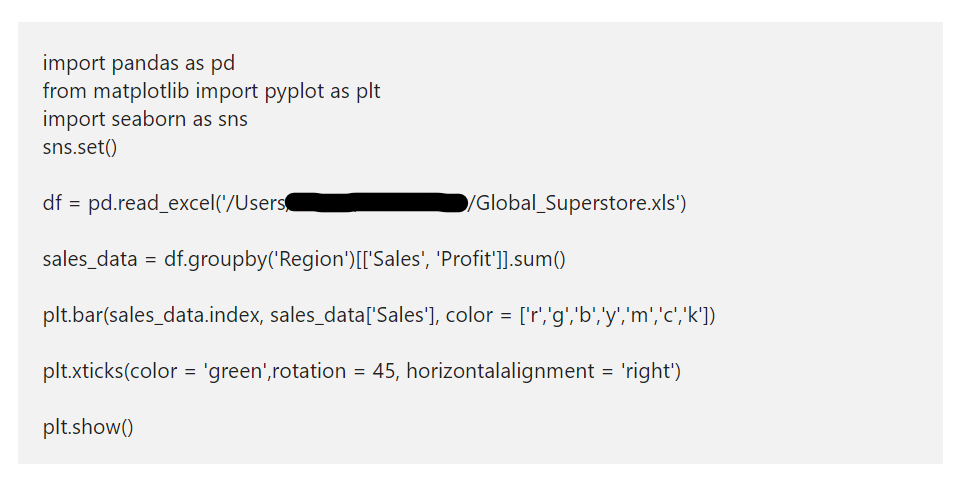 import pandas as pd
from matplotlib import pyplot as plt
import seaborn as sns
sns.set()
df = pd.read_excel('/Users/Global_Superstore.xls')
sales_data = df.groupby('Region')[['Sales', 'Profit']].sum()
plt.bar(sales_data.index, sales_data['Sales'], color = ['r','g','b','y','m','c','k'])
plt.xticks(color = 'green',rotation = 45, horizontalalignment = 'right')
plt.show()